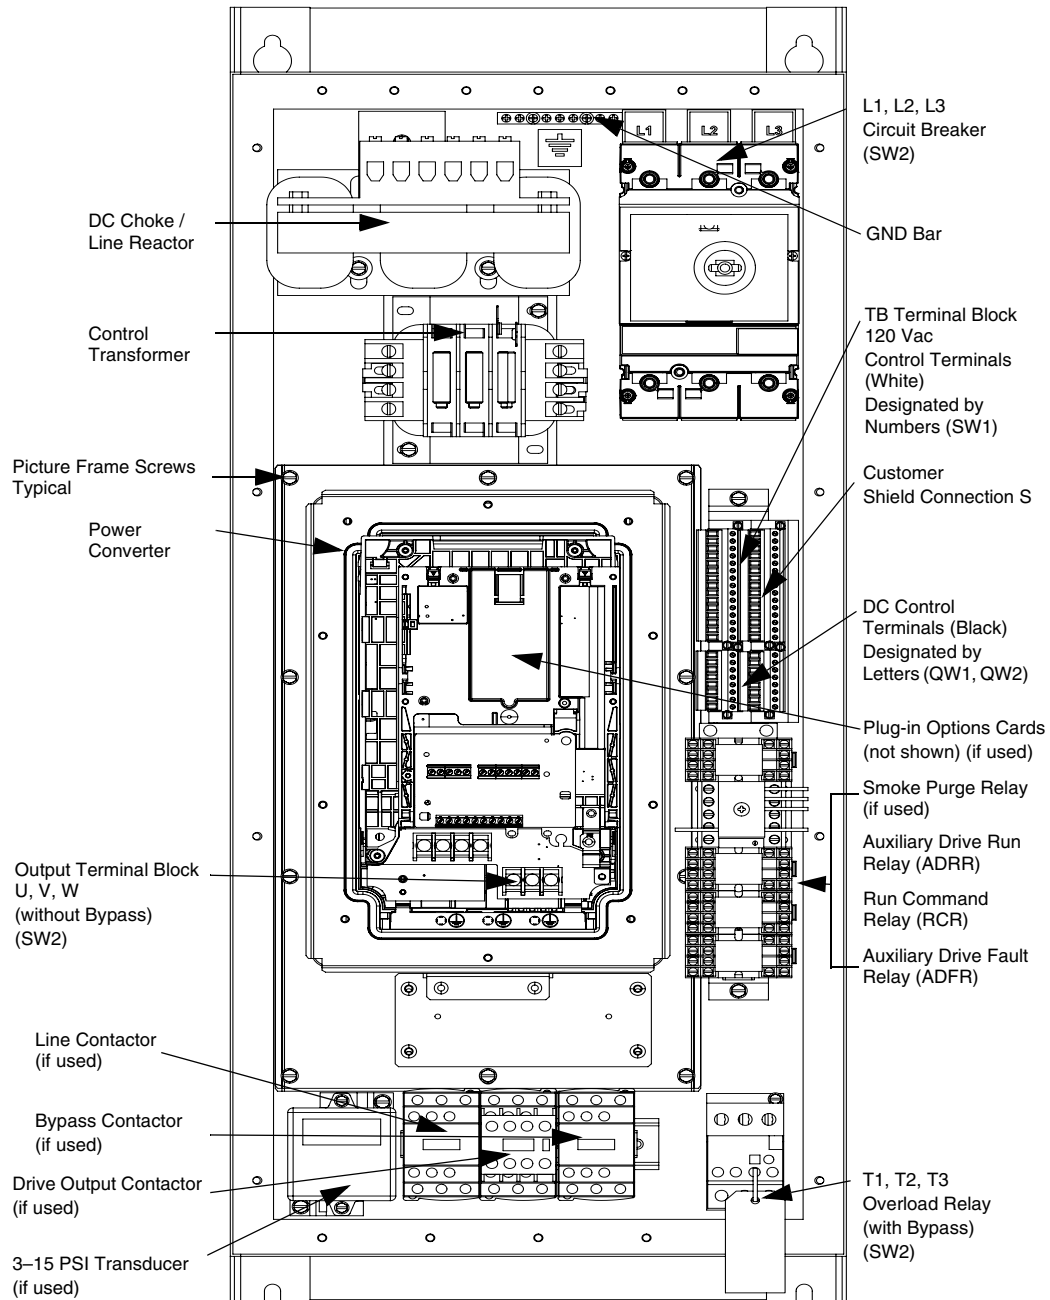 L1, L2, L3
Circuit Breaker
(SW2)
L1 L2 L3
DC Choke /
Line Reactor
GND Bar
Control
Transformer
TB Terminal Block
120 Vac
Control Terminals
(White)
Designated by
Numbers (SW1)
Picture Frame Screws
Typical
Customer
Shield Connection S
Power
Converter
DC Control
Terminals (Black)
Designated by
Letters (QW1, QW2)
Plug-in Options Cards
(not shown) (if used)
Smoke Purge Relay
(if used)
Auxiliary Drive Run
Relay (ADRR)
Output Terminal Block
U, V, W
(without Bypass)
(SW2)
Run Command
Relay (RCR)
Auxiliary Drive Fault
Relay (ADFR)
Line Contactor
(if used)
Bypass Contactor
(if used)
Drive Output Contactor
(if used)
T1, T2, T3
Overload Relay
(with Bypass)
(SW2)
3–15 PSI Transducer
(if used)